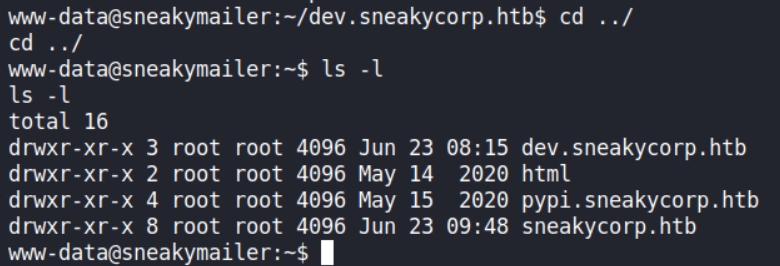 www-data@sneakymailer:~/dev.sneakycorp.htb$ cd ../
cd ../
www-data@sneakymailer:~$ ls -l
ls -l
total 16
drwxr-xr-x 3 root root 4096 Jun 23 08:15 dev.sneakycorp.htb
drwxr-xr-x 2 root root 4096 May 14  2020 html
drwxr-xr-x 4 root root 4096 May 15  2020 pypi.sneakycorp.htb
drwxr-xr-x 8 root root 4096 Jun 23 09:48 sneakycorp.htb
www-data@sneakymailer:~$